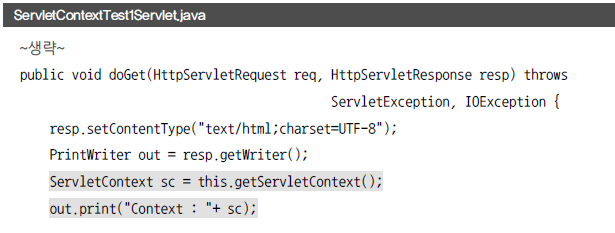 ServletContextTest1Servlet.java
~생략~
public void doGet(HttpServletRequest req, HttpServletResponse resp) throws
ServletException, IOException {
resp.setContentType("text/html;charset=UTF-8");
PrintWriter out = resp.getWriter();
ServletContext sc = this.getServletContext();
out.print("Context : "+ sc);